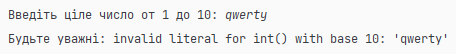 Введіть ціле число от 1 до 10: qwerty
Будьте уважні: invalid literal for int() with base 10: 'qwerty'